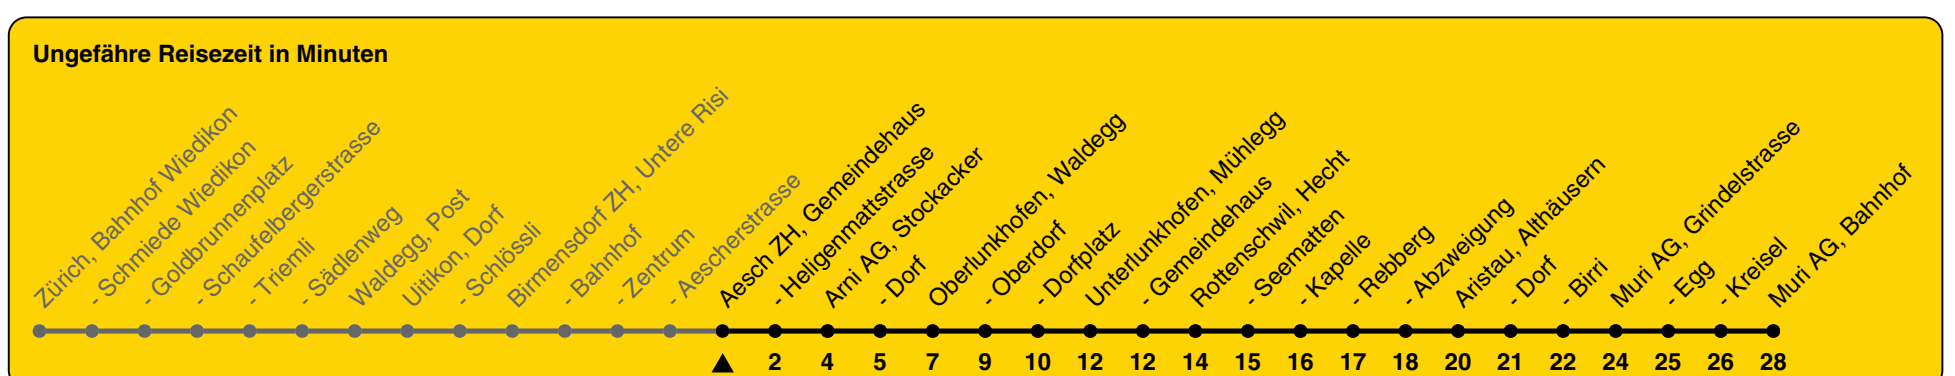 Ungefähre Reisezeit in Minuten
Zürich, Bahnhof Wiedikon
- Schmiede Wiedikon
- Goldbrunnenplatz
- Schaufelbergerstrasse
- Triemli
- Sädlenweg
Waldegg, Post
Uitikon, Dorf
- Schlössli
Birmensdorf ZH, Untere Risi
- Bahnhof
- Zentrum
- Aescherstrasse
Aesch ZH, Gemeindehaus
- Heligenmattstrasse
Arni AG, Stockacker
- Dorf
Oberlunkhofen, Waldegg
- Oberdorf
- Dorfplatz
Unterlunkhofen, Mühlegg
- Gemeindehaus
Rottenschwil, Hecht
- Seematten
- Kapelle
- Rebberg
- Abzweigung
Aristau, Althäusern
- Dorf
- Birri
Muri AG, Grindelstrasse
- Egg
- Kreisel
Muri AG, Bahnhof
2 4 5 7 9 10 12 12 14 15 16 17 18 20 21 22 24 25 26 28